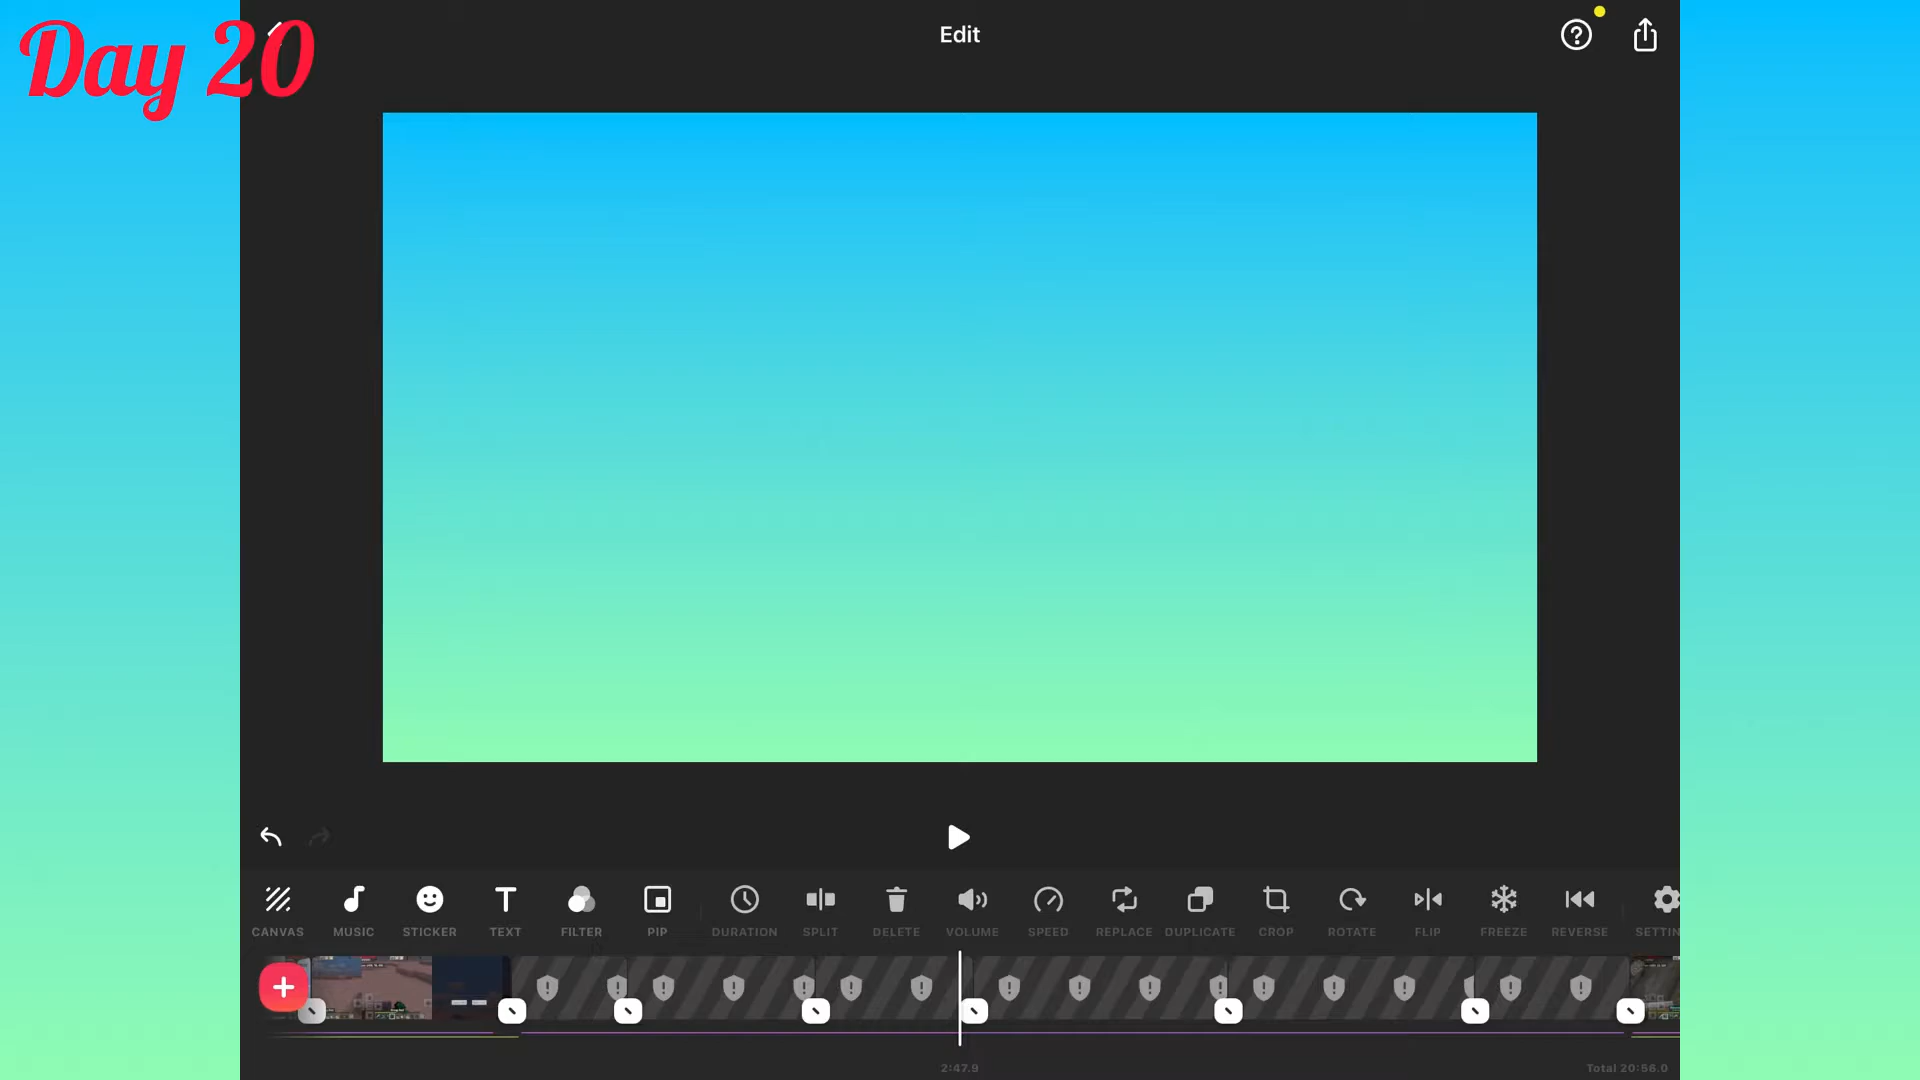 Day 20
Edit
CANVAS
MUSIC
STICKER
TEXT
FILTER
PIP
DURATION
SPLIT
DELETE
VOLUME
SPEED
REPLACE
DUPLICATE
CROP
ROTATE
FLIP
FREEZE
REVERSE
SETTIN
2:47.9
Total 20:56.0